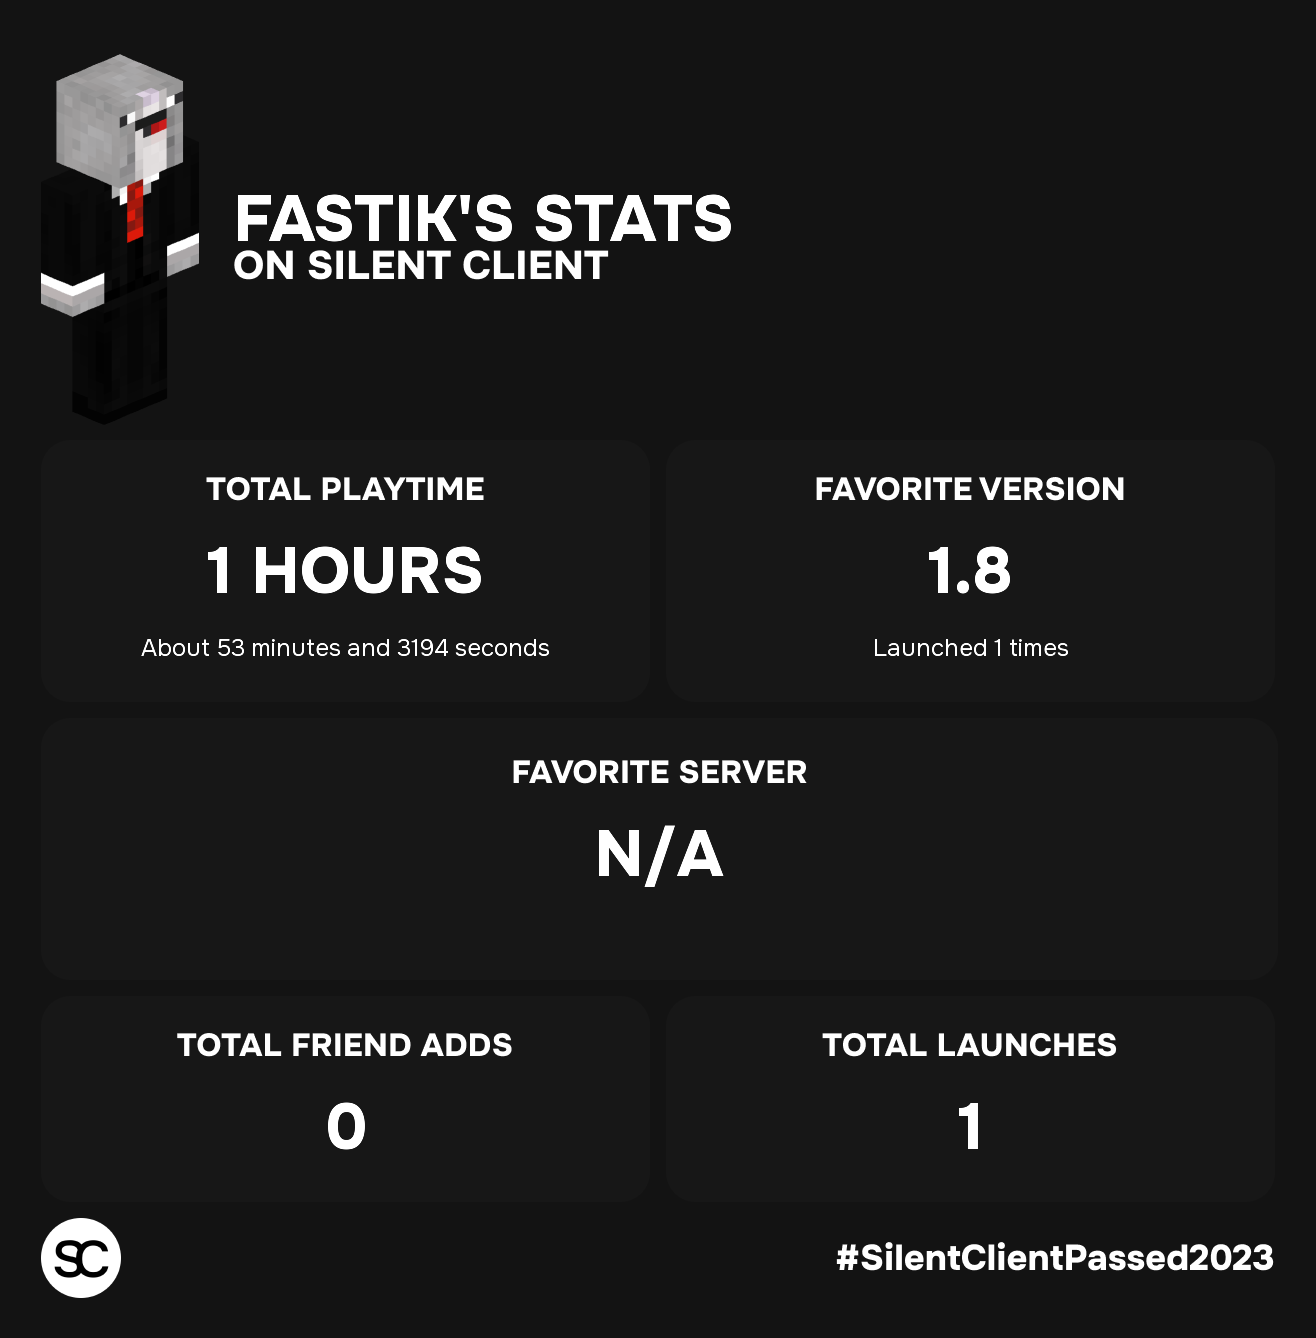 FASTIK'S STATS
ON SILENT CLIENT
TOTAL PLAYTIME
1 HOURS
About 53 minutes and 3194 seconds
FAVORITE VERSION
1.8
Launched 1 times
FAVORITE SERVER
N/A
TOTAL FRIEND ADDS
0
TOTAL LAUNCHES
1
SC
#SilentClientPassed2023